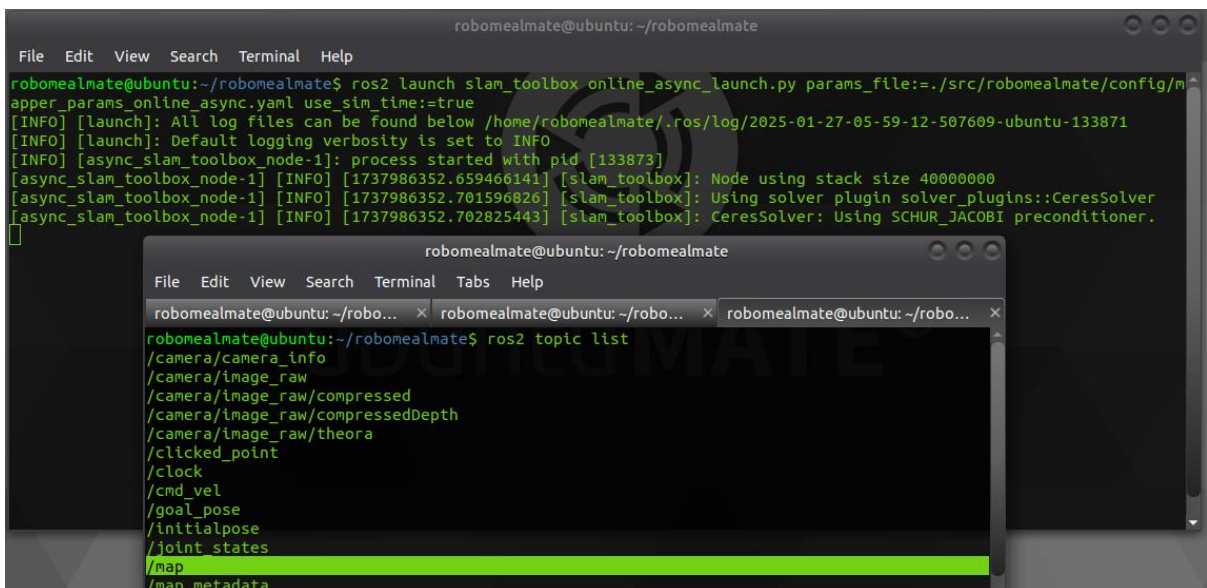 robomealmate@ubuntu: ~/robomealmate
File Edit View Search Terminal Help
robomealmate@ubuntu:~/robomealmate$ ros2 launch slam_toolbox online_async_launch.py params_file:=./src/robomealmate/config/m
apper_params_online_async.yaml use_sim_time:=true
[INFO] [launch]: All log files can be found below /home/robomealmate/.ros/log/2025-01-27-05-59-12-507609-ubuntu-133871
[INFO] [launch]: Default logging verbosity is set to INFO
[INFO] [async_slam_toolbox_node-1]: process started with pid [133873]
[async_slam_toolbox_node-1] [INFO] [1737986352.659466141] [slam_toolbox]: Node using stack size 40000000
[async_slam_toolbox_node-1] [INFO] [1737986352.701596826] [slam_toolbox]: Using solver plugin solver_plugins::CeresSolver
[async_slam_toolbox_node-1] [INFO] [1737986352.702825443] [slam_toolbox]: CeresSolver: Using SCHUR_JACOBI preconditioner.
robomealmate@ubuntu: ~/robomealmate
File Edit View Search Terminal Tabs Help
robomealmate@ubuntu: ~/robo... × robomealmate@ubuntu: ~/robo... × robomealmate@ubuntu: ~/robo... ×
robomealmate@ubuntu:~/robomealmate$ ros2 topic list
/camera/camera_info
/camera/image_raw
/camera/image_raw/compressed
/camera/image_raw/compressedDepth
/camera/image_raw/theora
/clicked_point
/clock
/cmd_vel
/goal_pose
/initialpose
/joint_states
/map
/map_metadata